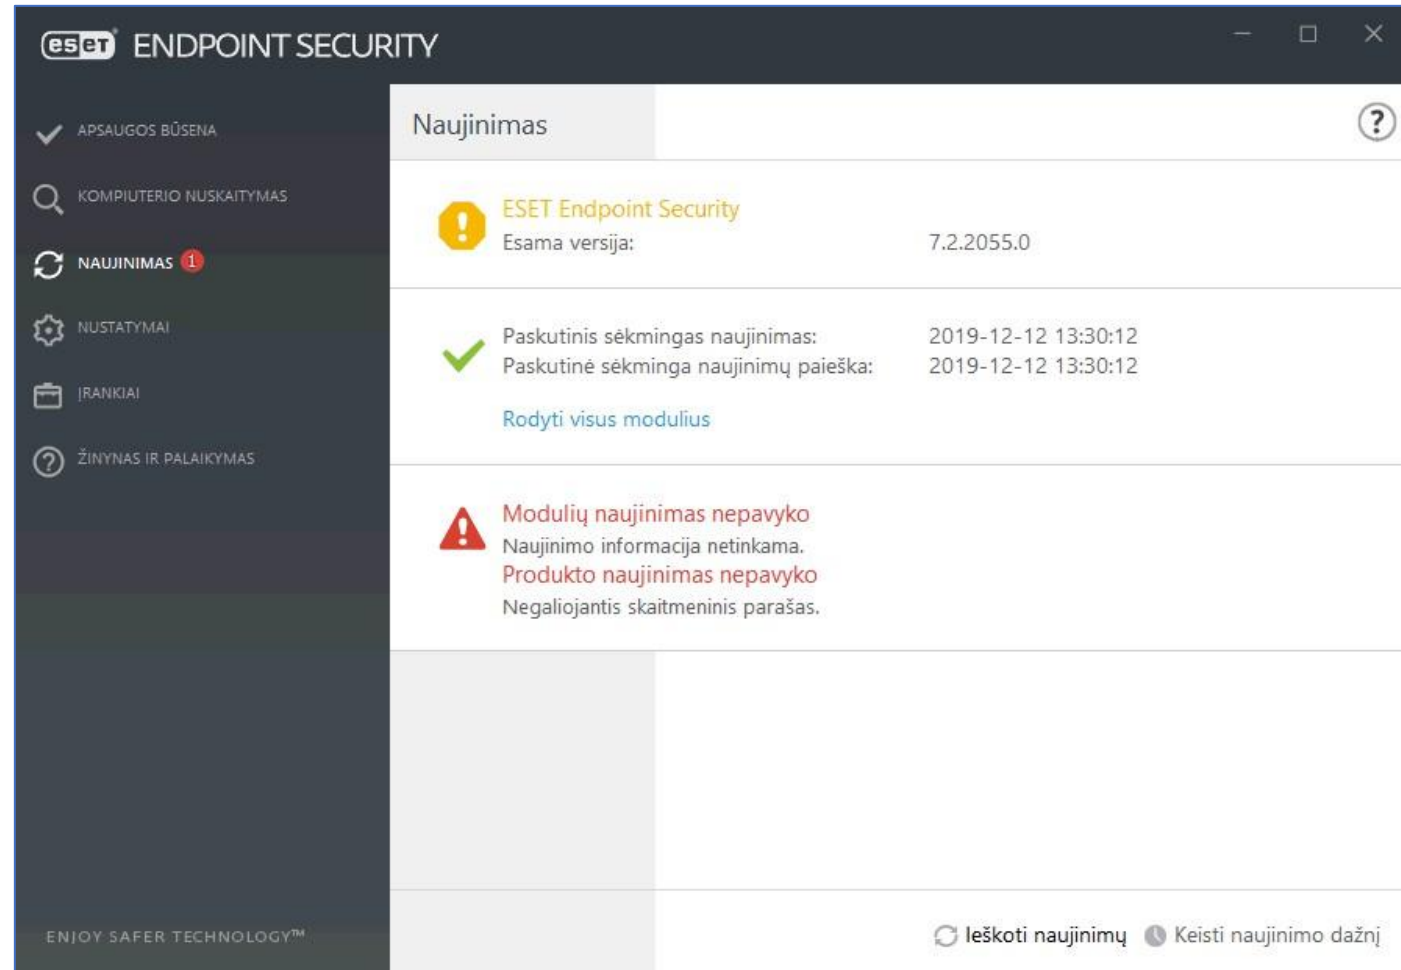 eset ENDPOINT SECURITY
APSAUGOS BŪSENA
KOMPIUTERIO NUSKAITYMAS
NAUJINIMAS 1
NUSTATYMAI
ĮRANKIAI
ŽINYNAS IR PALAIKYMAS
ENJOY SAFER TECHNOLOGY™
Naujinimas
ESET Endpoint Security
Esama versija: 7.2.2055.0
Paskutinis sėkmingas naujinimas: 2019-12-12 13:30:12
Paskutinė sėkminga naujinimų paieška: 2019-12-12 13:30:12
Rodyti visus modulius
Modulių naujinimas nepavyko
Naujinimo informacija netinkama.
Produkto naujinimas nepavyko
Negaliojantis skaitmeninis parašas.
Ieškoti naujinimų Keisti naujinimo dažnį